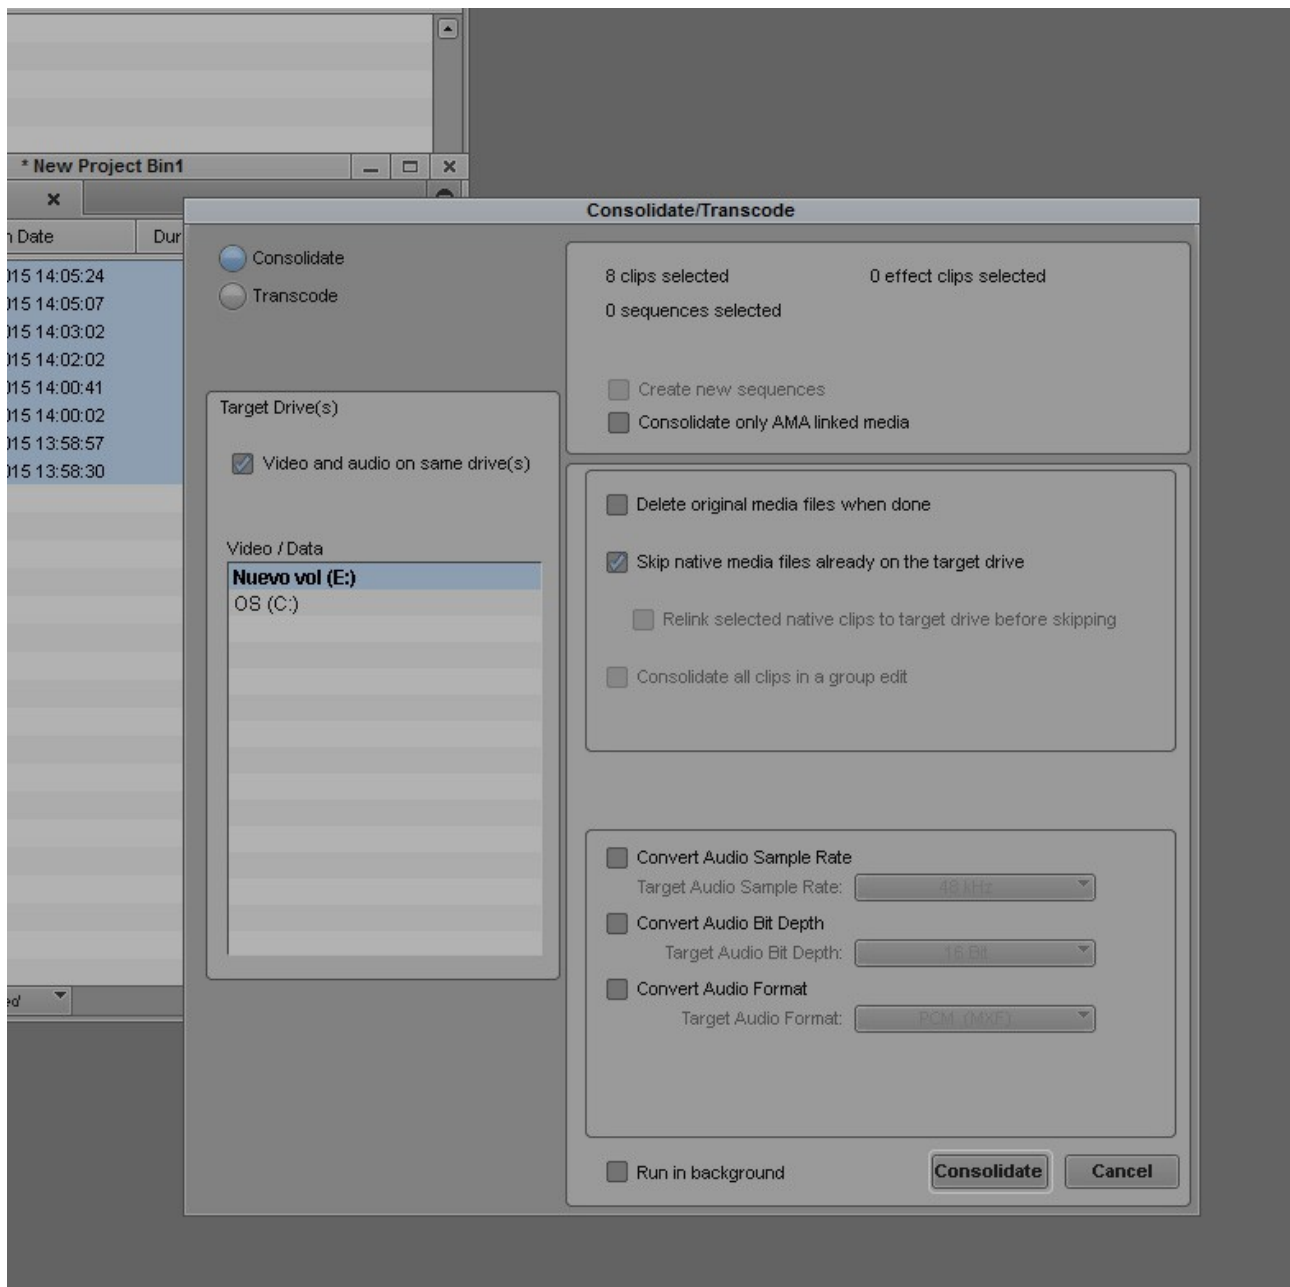 * New Project Bin1
n Date
Dur
015 14:05:24
015 14:05:07
015 14:03:02
015 14:02:02
015 14:00:41
015 14:00:02
015 13:58:57
015 13:58:30
Consolidate/Transcode
Consolidate
Transcode
8 clips selected
0 effect clips selected
0 sequences selected
Create new sequences
Consolidate only AMA linked media
Target Drive(s)
Video and audio on same drive(s)
Video / Data
Nuevo vol (E:)
OS (C:)
Delete original media files when done
Skip native media files already on the target drive
Relink selected native clips to target drive before skipping
Consolidate all clips in a group edit
Convert Audio Sample Rate
Target Audio Sample Rate: 48 kHz
Convert Audio Bit Depth
Target Audio Bit Depth: 16 Bit
Convert Audio Format
Target Audio Format: PCM (MXF)
Run in background
Consolidate
Cancel